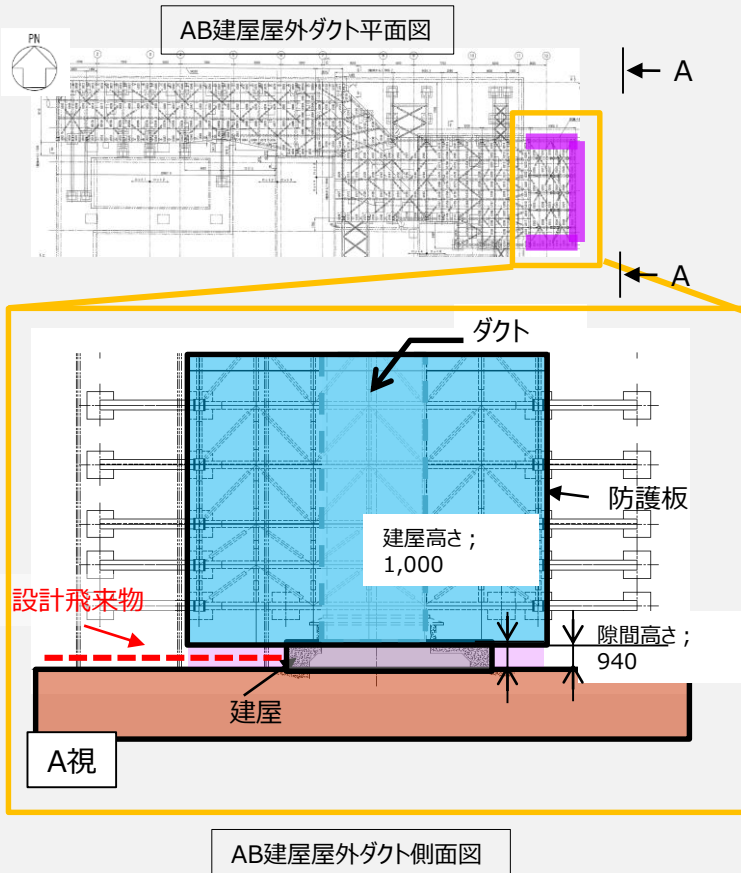 AB建屋屋外ダクト平面図
PN
A
A
ダクト
防護板
建屋高さ；
1,000
設計飛来物
隙間高さ；
940
建屋
A視
AB建屋屋外ダクト側面図